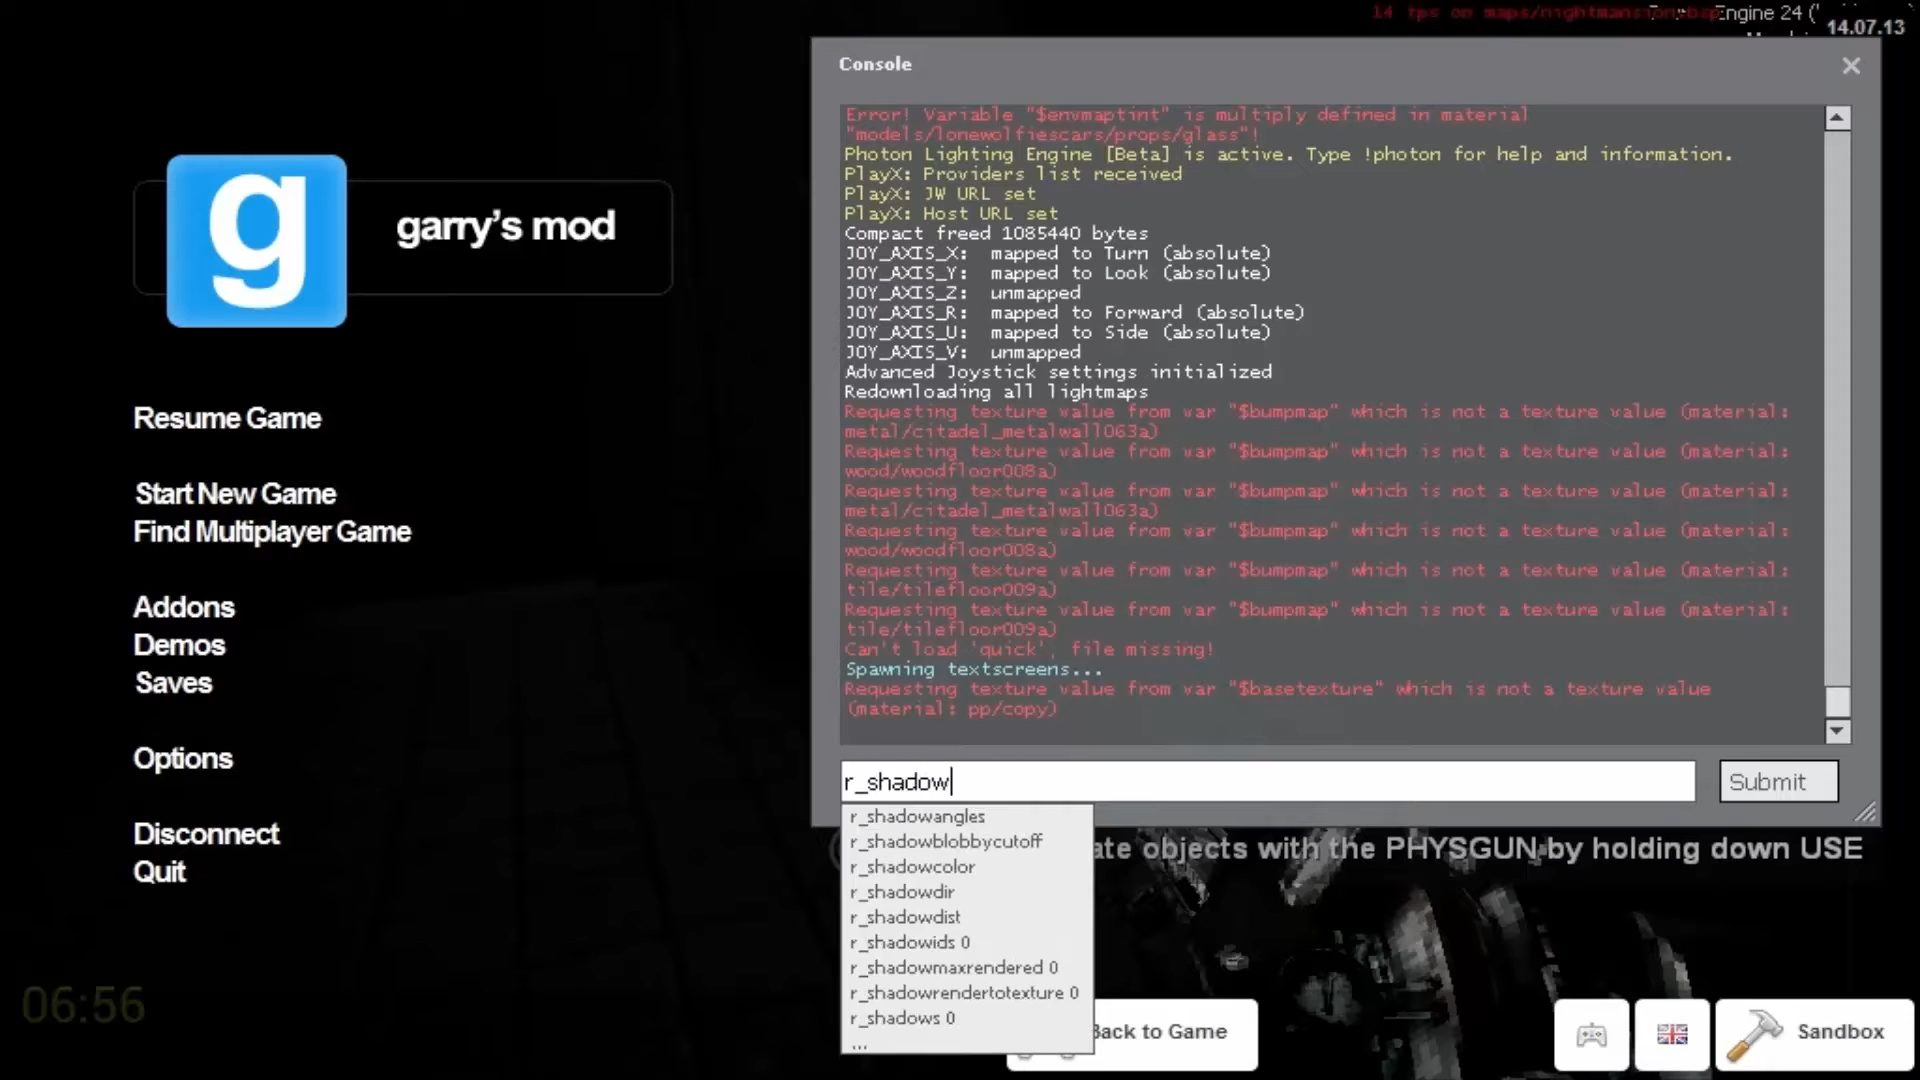 14 fps on maps/nightmansion.bsp
Engine 24 ('
14.07.13
Console
Error! Variable "$envmaptint" is multiply defined in material
"models/lonewolfiescars/props/glass"!
Photon Lighting Engine [Beta] is active. Type !photon for help and information.
PlayX: Providers list received
PlayX: JW URL set
PlayX: Host URL set
Compact freed 1085440 bytes
JOY_AXIS_X:  mapped to Turn (absolute)
JOY_AXIS_Y:  mapped to Look (absolute)
JOY_AXIS_Z:  unmapped
JOY_AXIS_R:  mapped to Forward (absolute)
JOY_AXIS_U:  mapped to Side (absolute)
JOY_AXIS_V:  unmapped
Advanced Joystick settings initialized
Redownloading all lightmaps
Requesting texture value from var "$bumpmap" which is not a texture value (material:
metal/citadel_metalwall063a)
Requesting texture value from var "$bumpmap" which is not a texture value (material:
wood/woodfloor008a)
Requesting texture value from var "$bumpmap" which is not a texture value (material:
metal/citadel_metalwall063a)
Requesting texture value from var "$bumpmap" which is not a texture value (material:
wood/woodfloor008a)
Requesting texture value from var "$bumpmap" which is not a texture value (material:
tile/tilefloor009a)
Requesting texture value from var "$bumpmap" which is not a texture value (material:
tile/tilefloor009a)
Can't load 'quick', file missing!
Spawning textscreens...
Requesting texture value from var "$basetexture" which is not a texture value
(material: pp/copy)
r_shadow
Submit
r_shadowangles
r_shadowblobbycutoff
r_shadowcolor
r_shadowdir
r_shadowdist
r_shadowids 0
r_shadowmaxrendered 0
r_shadowrendertotexture 0
r_shadows 0
...
g
garry's mod
Resume Game
Start New Game
Find Multiplayer Game
Addons
Demos
Saves
Options
Disconnect
Quit
06:56
ate objects with the PHYSGUN by holding down USE
Back to Game
Sandbox